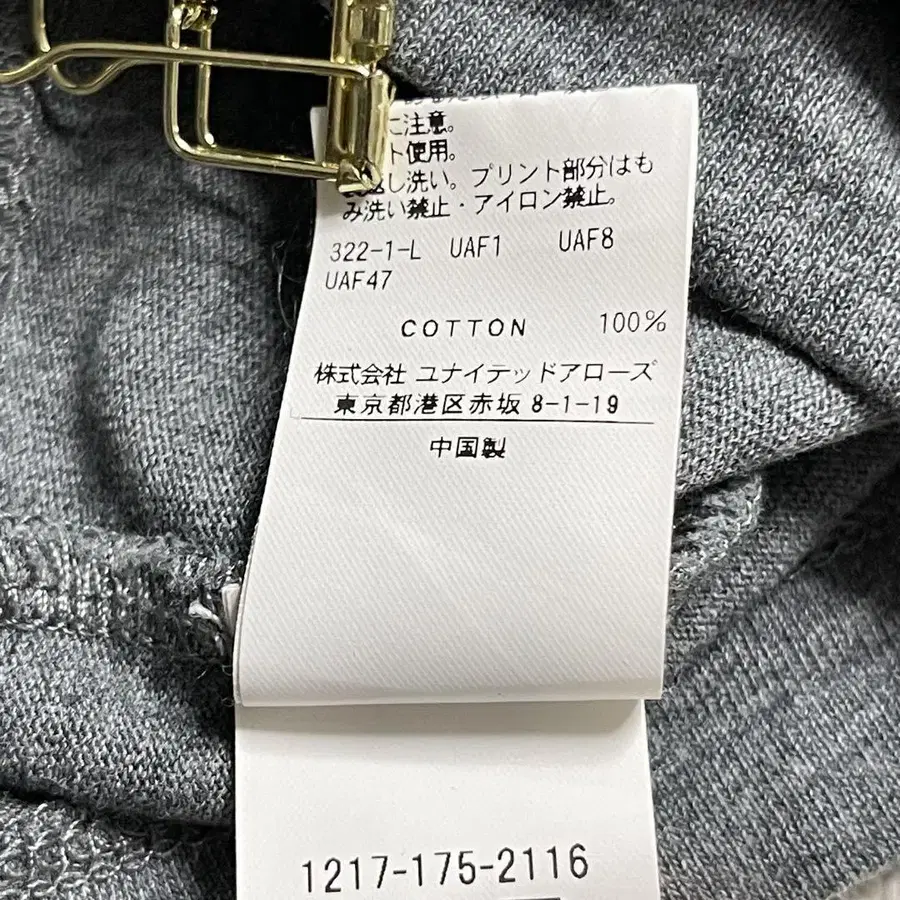 に注意。
ト使用。
し洗い。プリント部分はも
み洗い禁止・アイロン禁止。
322-1-L UAF1 UAF8
UAF47
COTTON 100%
株式会社 ユナイテッドアローズ
東京都港区赤坂 8-1-19
中国製
1217-175-2116